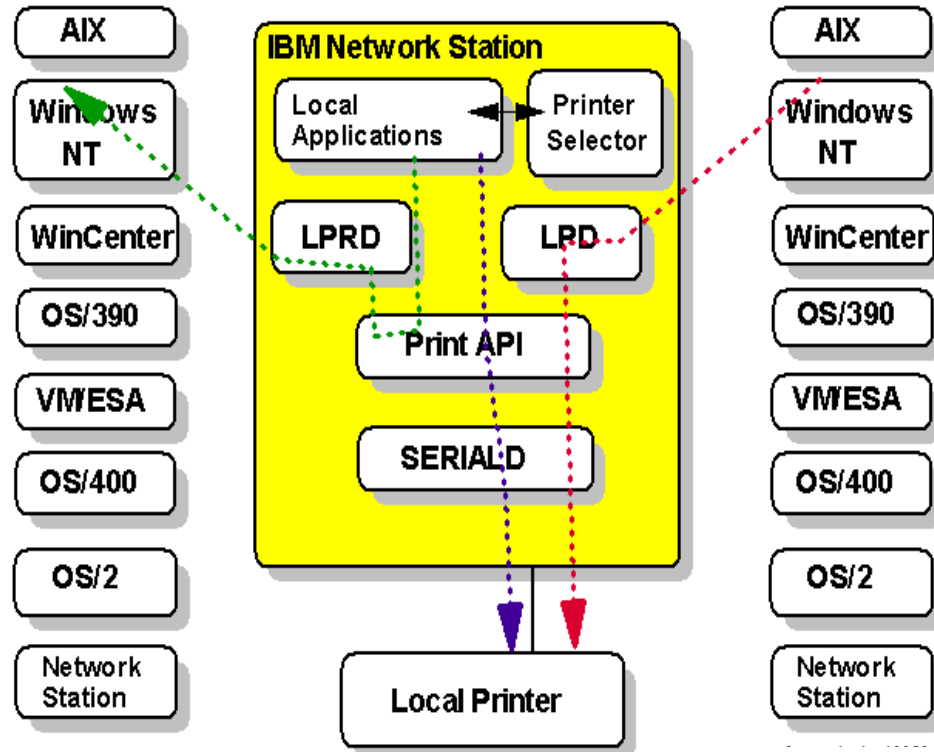 AIX
Windows
NT
WinCenter
OS/390
VM/ESA
OS/400
OS/2
Network
Station
IBM Network Station
Local
Applications
Printer
Selector
LPRD
LPD
Print API
SERIALD
Local Printer
AIX
Windows
NT
WinCenter
OS/390
VM/ESA
OS/400
OS/2
Network
Station